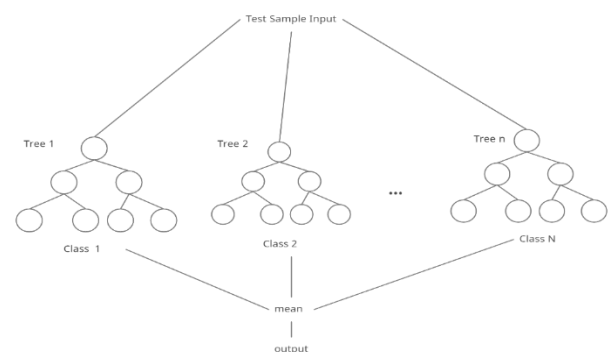 Test Sample Input
Tree 1
Tree 2
Tree n
...
Class 1
Class 2
Class N
mean
output